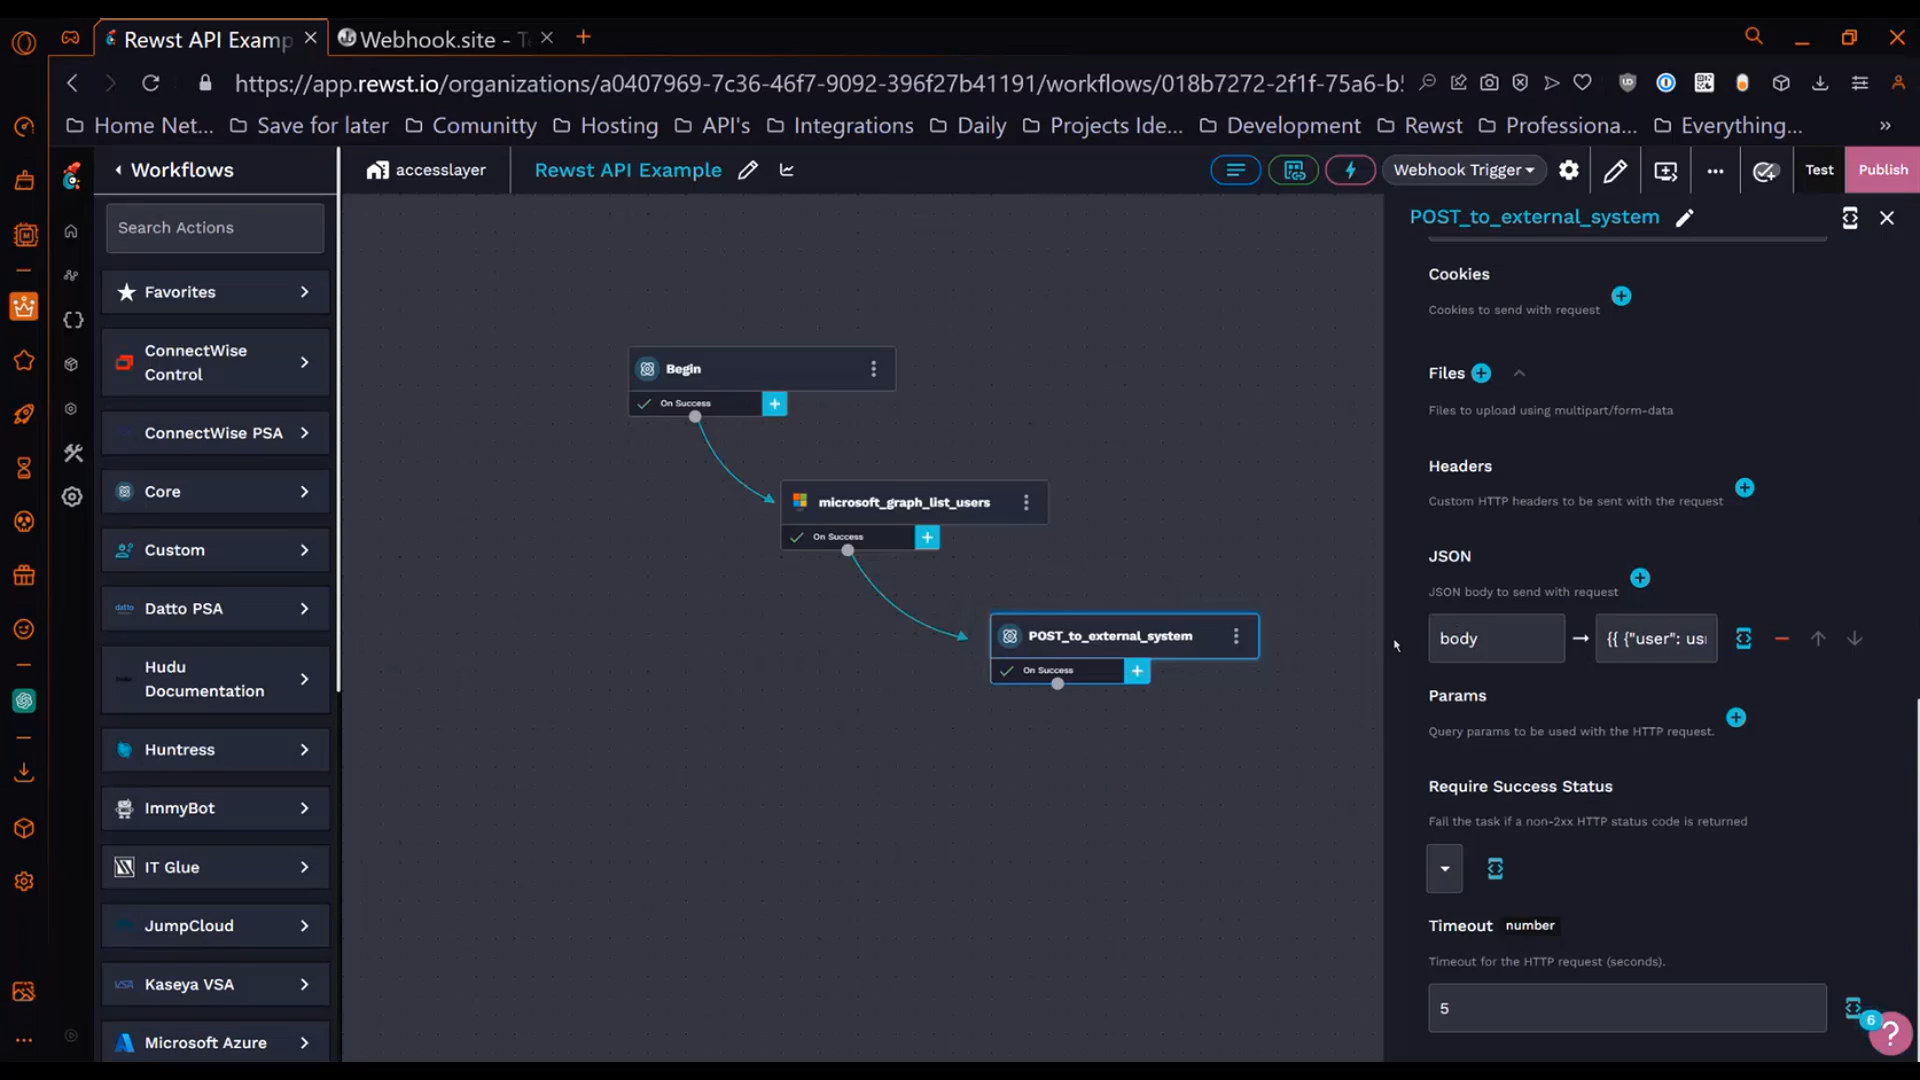 Rewst API Examp
Webhook.site - T
https://app.rewst.io/organizations/a0407969-7c36-46f7-9092-396f27b41191/workflows/018b7272-2f1f-75a6-b
Home Net...
Save for later
Comunitty
Hosting
API's
Integrations
Daily
Projects Ide...
Development
Rewst
Professiona...
Everything...
»
Workflows
accesslayer
Rewst API Example
Webhook Trigger
Test
Publish
Search Actions
Favorites
ConnectWise
Control
ConnectWise PSA
Core
Custom
datto
Datto PSA
Hudu
Documentation
Huntress
ImmyBot
IT Glue
JumpCloud
VSA
Kaseya VSA
Microsoft Azure
Begin
On Success
microsoft_graph_list_users
On Success
POST_to_external_system
On Success
POST_to_external_system
Cookies
Cookies to send with request
Files
Files to upload using multipart/form-data
Headers
Custom HTTP headers to be sent with the request
JSON
JSON body to send with request
body
→
{{ {"user": us
Params
Query params to be used with the HTTP request.
Require Success Status
Fail the task if a non-2xx HTTP status code is returned
Timeout number
Timeout for the HTTP request (seconds).
5
6
?